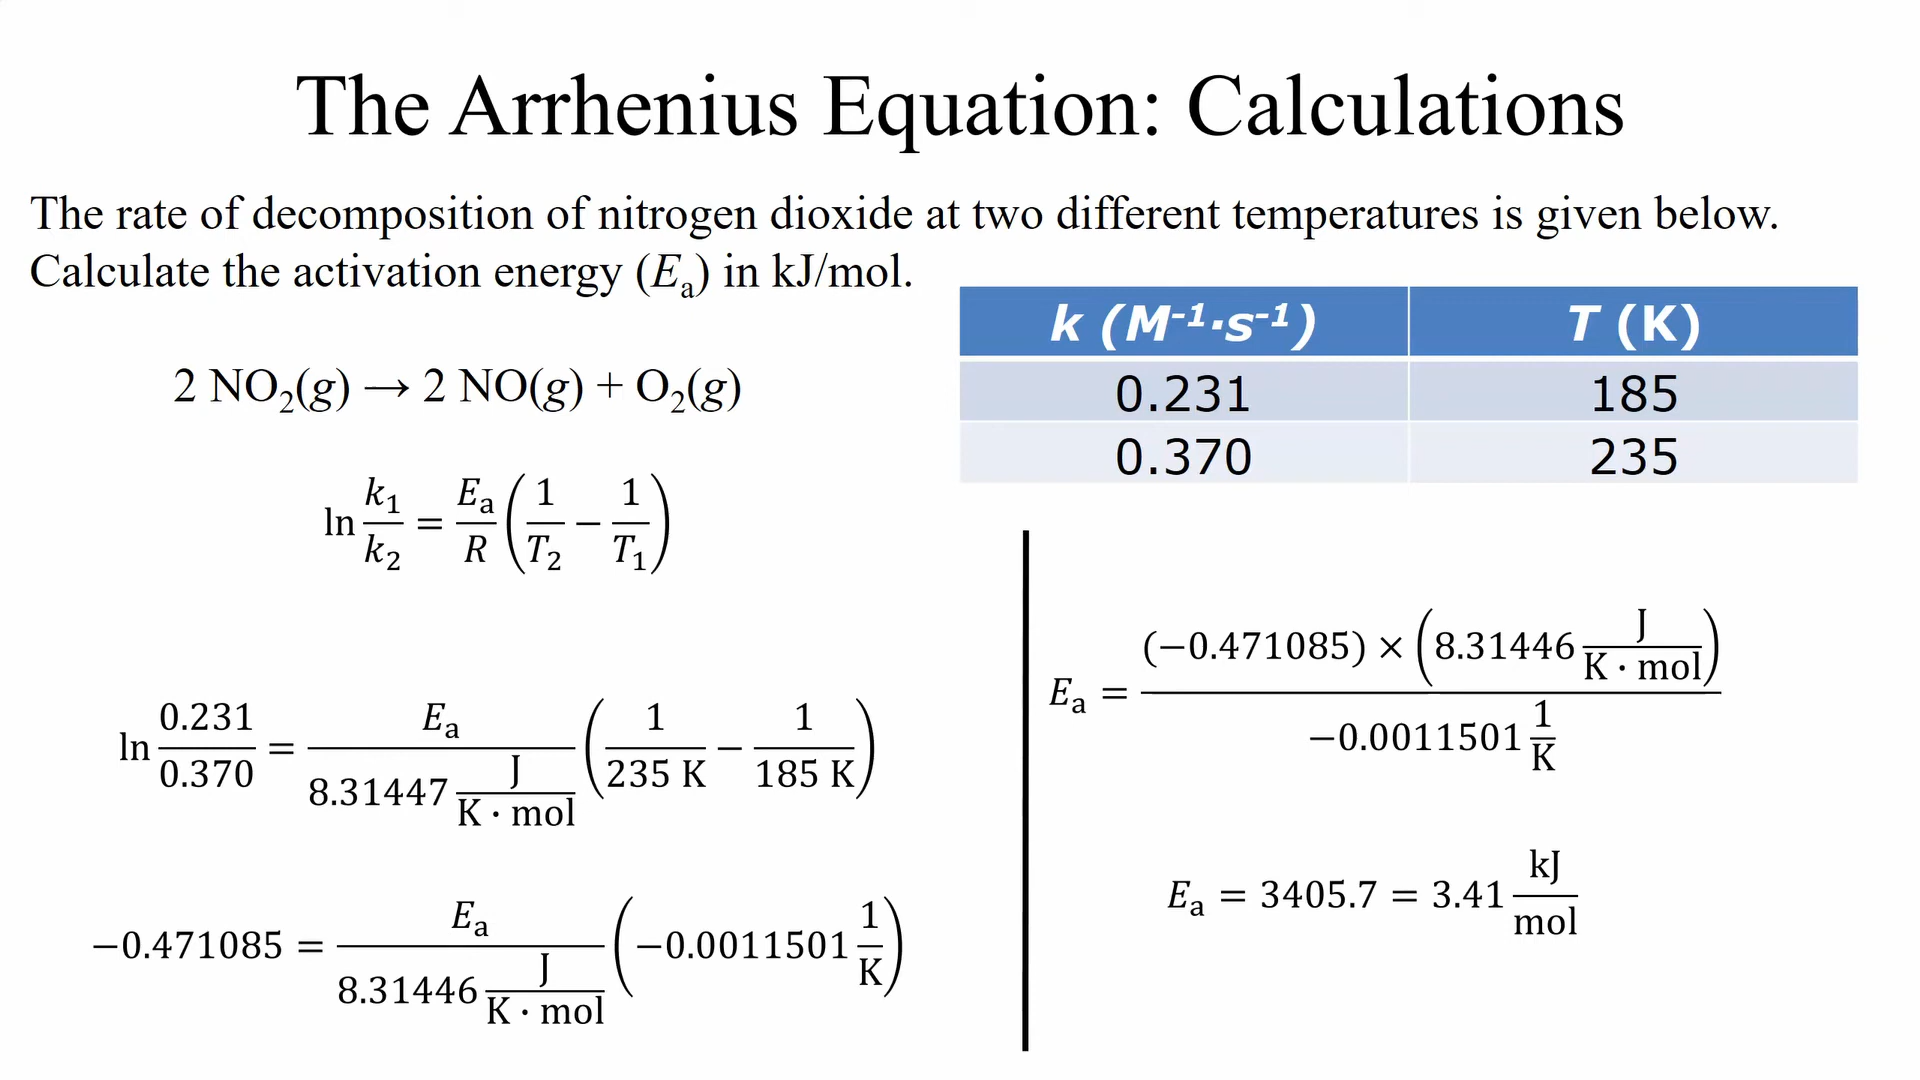 The Arrhenius Equation: Calculations
The rate of decomposition of nitrogen dioxide at two different temperatures is given below.
Calculate the activation energy (Eₐ) in kJ/mol.
k (M⁻¹·s⁻¹) T (K)
0.231 185
0.370 235
2 NO₂(g) → 2 NO(g) + O₂(g)
ln k₁/k₂ = Eₐ/R (1/T₂ − 1/T₁)
ln 0.231/0.370 = Eₐ/(8.31447 J/(K · mol)) (1/(235 K) − 1/(185 K))
−0.471085 = Eₐ/(8.31446 J/(K · mol)) (−0.0011501 1/K)
Eₐ = (−0.471085) × (8.31446 J/(K · mol)) / (−0.0011501 1/K)
Eₐ = 3405.7 = 3.41 kJ/mol